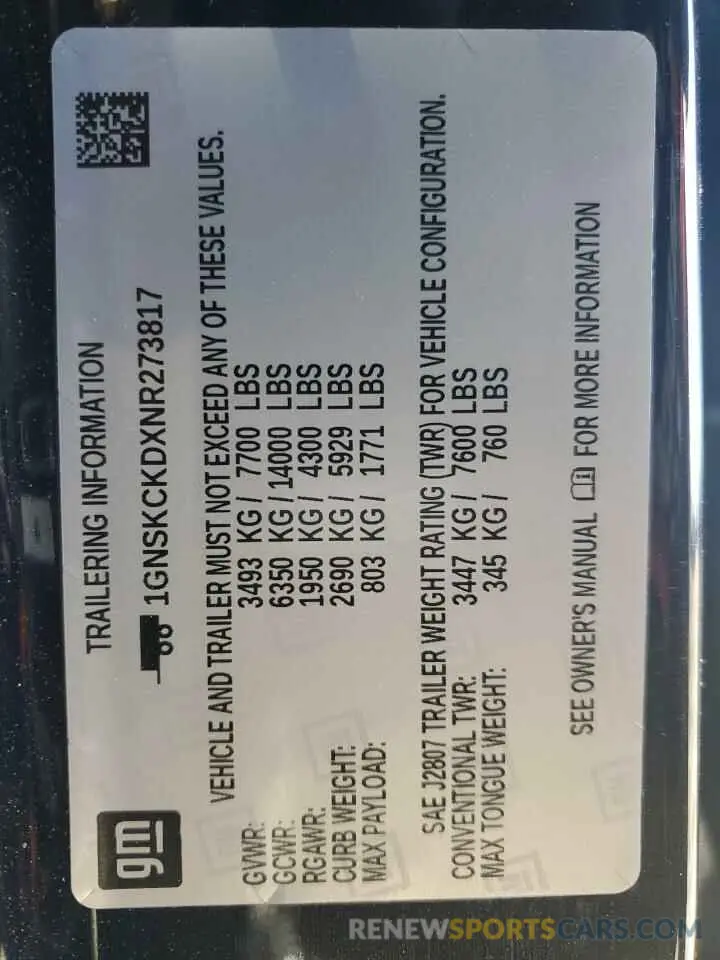 gm
TRAILERING INFORMATION
1GNSKCKDXNR273817
VEHICLE AND TRAILER MUST NOT EXCEED ANY OF THESE VALUES.
GVWR: 3493 KG / 7700 LBS
GCWR: 6350 KG / 14000 LBS
RGAWR: 1950 KG / 4300 LBS
CURB WEIGHT: 2690 KG / 5929 LBS
MAX PAYLOAD: 803 KG / 1771 LBS
SAE J2807 TRAILER WEIGHT RATING (TWR) FOR VEHICLE CONFIGURATION.
CONVENTIONAL TWR: 3447 KG / 7600 LBS
MAX TONGUE WEIGHT: 345 KG / 760 LBS
SEE OWNER'S MANUAL FOR MORE INFORMATION
RENEWSPORTSCARS.COM